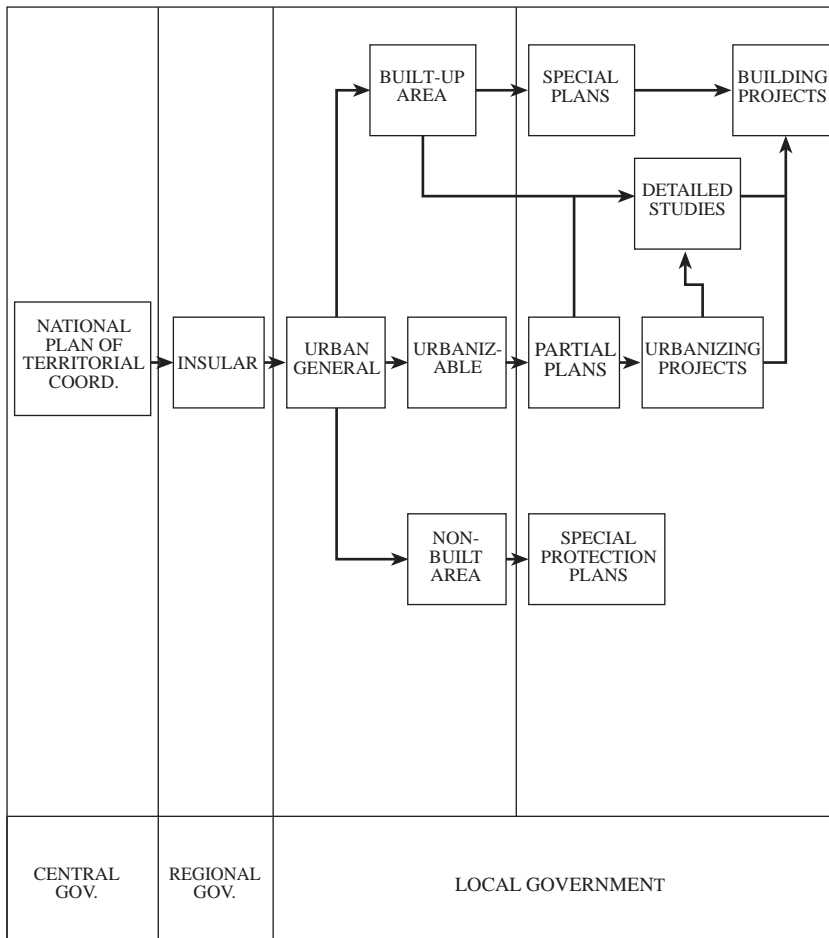 BUILT-UP
AREA
SPECIAL
PLANS
BUILDING
PROJECTS
DETAILED
STUDIES
NATIONAL
PLAN OF
TERRITORIAL
COORD.
INSULAR
URBAN
GENERAL
URBANIZ-
ABLE
PARTIAL
PLANS
URBANIZING
PROJECTS
NON-
BUILT
AREA
SPECIAL
PROTECTION
PLANS
CENTRAL
GOV.
REGIONAL
GOV.
LOCAL GOVERNMENT